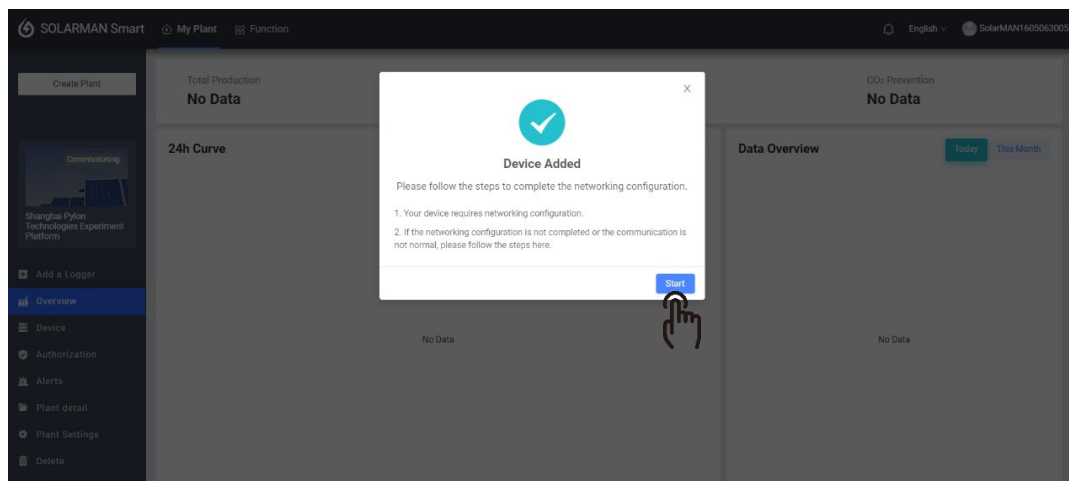 SOLARMAN Smart
My Plant
Function
English
SolarMAN1605063005
Create Plant
Total Production
No Data
CO₂ Prevention
No Data
Commissioning
Shanghai Pylon
Technologies Experiment
Platform
Add a Logger
Overview
Device
Authorization
Alerts
Plant detail
Plant Settings
Delete
24h Curve
No Data
Data Overview
Today
This Month
No Data
Device Added
Please follow the steps to complete the networking configuration.
1. Your device requires networking configuration.
2. If the networking configuration is not completed or the communication is
not normal, please follow the steps here.
Start